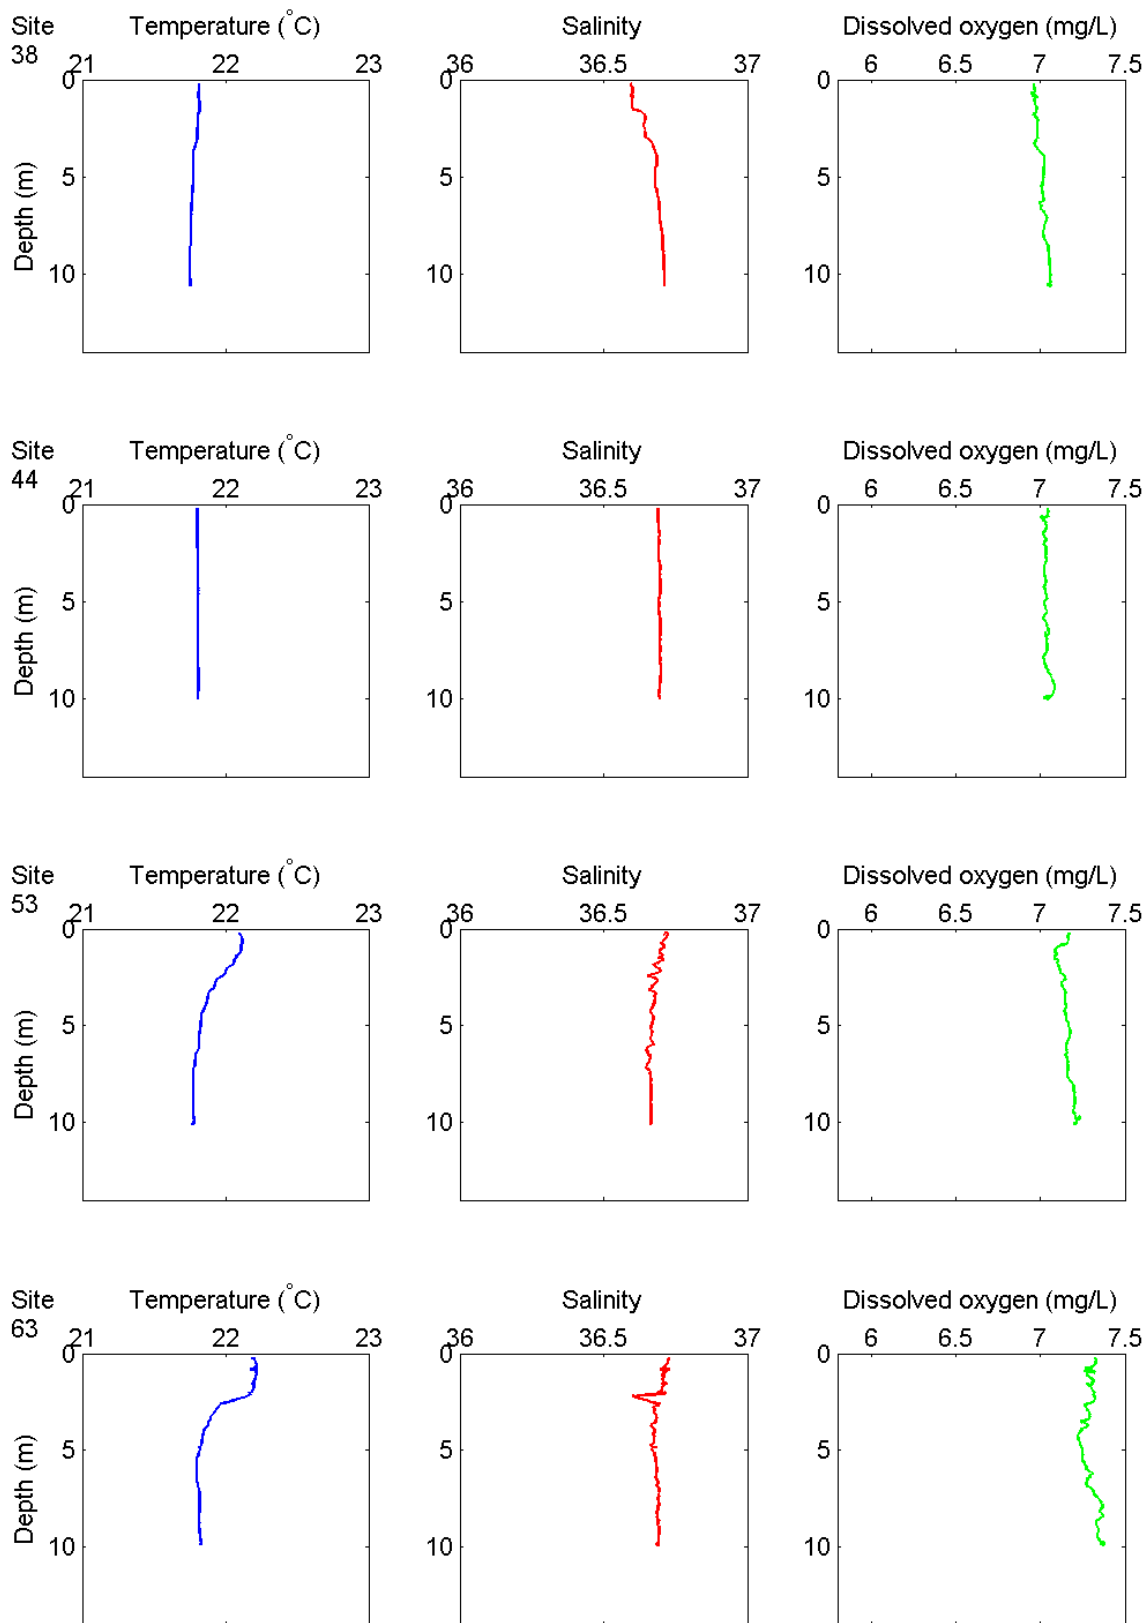 Site Temperature (°C) Salinity Dissolved oxygen (mg/L)
38 21 22 23 36 36.5 37 6 6.5 7 7.5
0 0 0
5 5 5
10 10 10
Depth (m)
Site Temperature (°C) Salinity Dissolved oxygen (mg/L)
44 21 22 23 36 36.5 37 6 6.5 7 7.5
0 0 0
5 5 5
10 10 10
Depth (m)
Site Temperature (°C) Salinity Dissolved oxygen (mg/L)
53 21 22 23 36 36.5 37 6 6.5 7 7.5
0 0 0
5 5 5
10 10 10
Depth (m)
Site Temperature (°C) Salinity Dissolved oxygen (mg/L)
63 21 22 23 36 36.5 37 6 6.5 7 7.5
0 0 0
5 5 5
10 10 10
Depth (m)